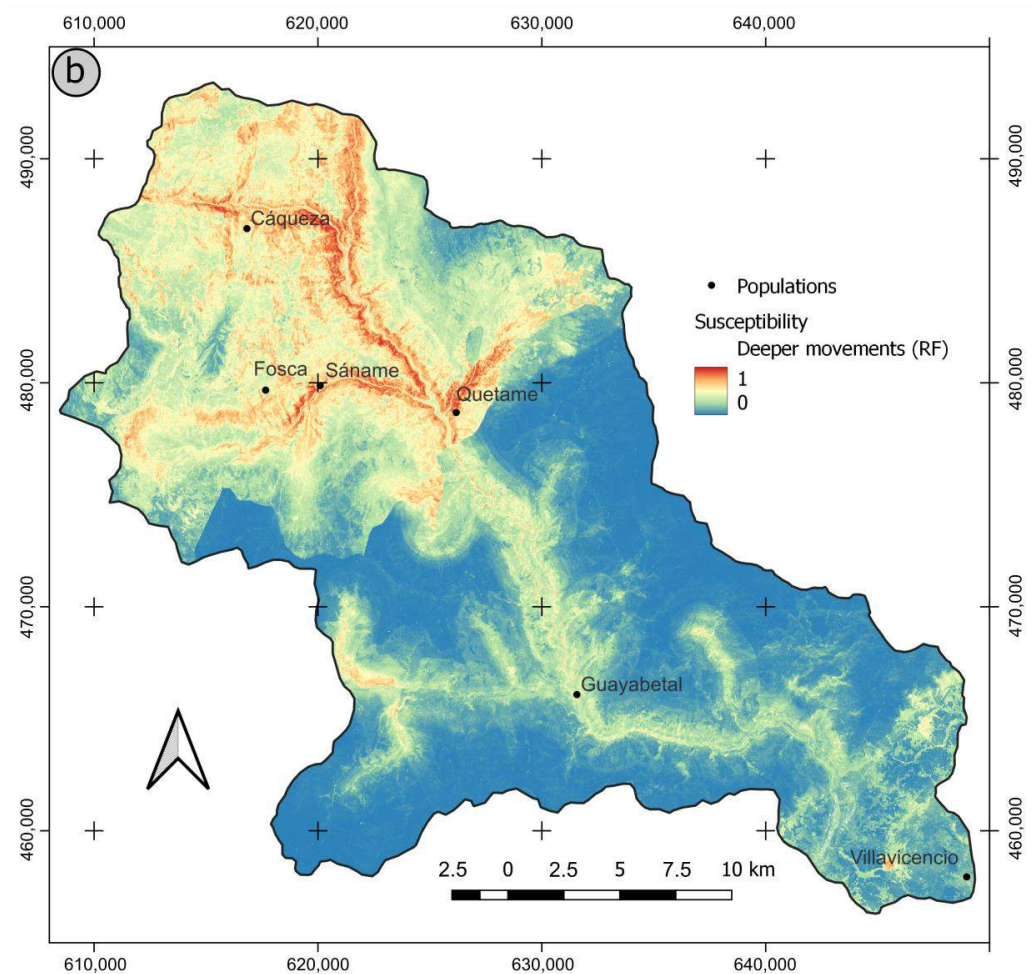 610,000 620,000 630,000 640,000
b
490,000 490,000
Cáqueza
Populations
Susceptibility
Deeper movements (RF)
1
0
480,000 480,000
Fosca Sáname
Quetame
470,000 470,000
Guayabetal
460,000 460,000
Villavicencio
2.5 0 2.5 5 7.5 10 km
610,000 620,000 630,000 640,000